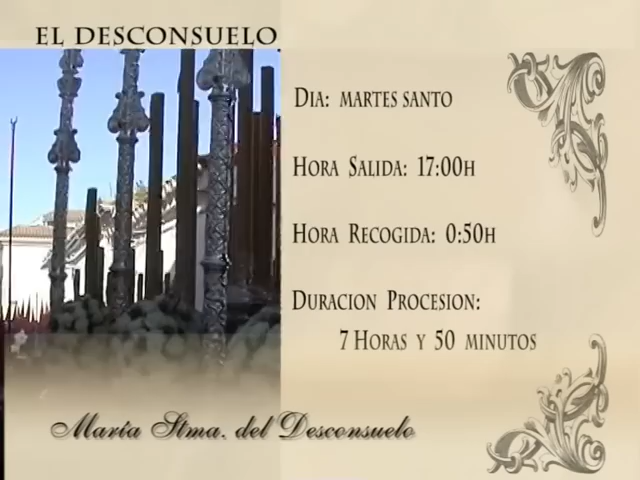 EL DESCONSUELO
DIA: MARTES SANTO
HORA SALIDA: 17:00H
HORA RECOGIDA: 0:50H
DURACION PROCESION:
7 HORAS Y 50 MINUTOS
María Stma. del Desconsuelo